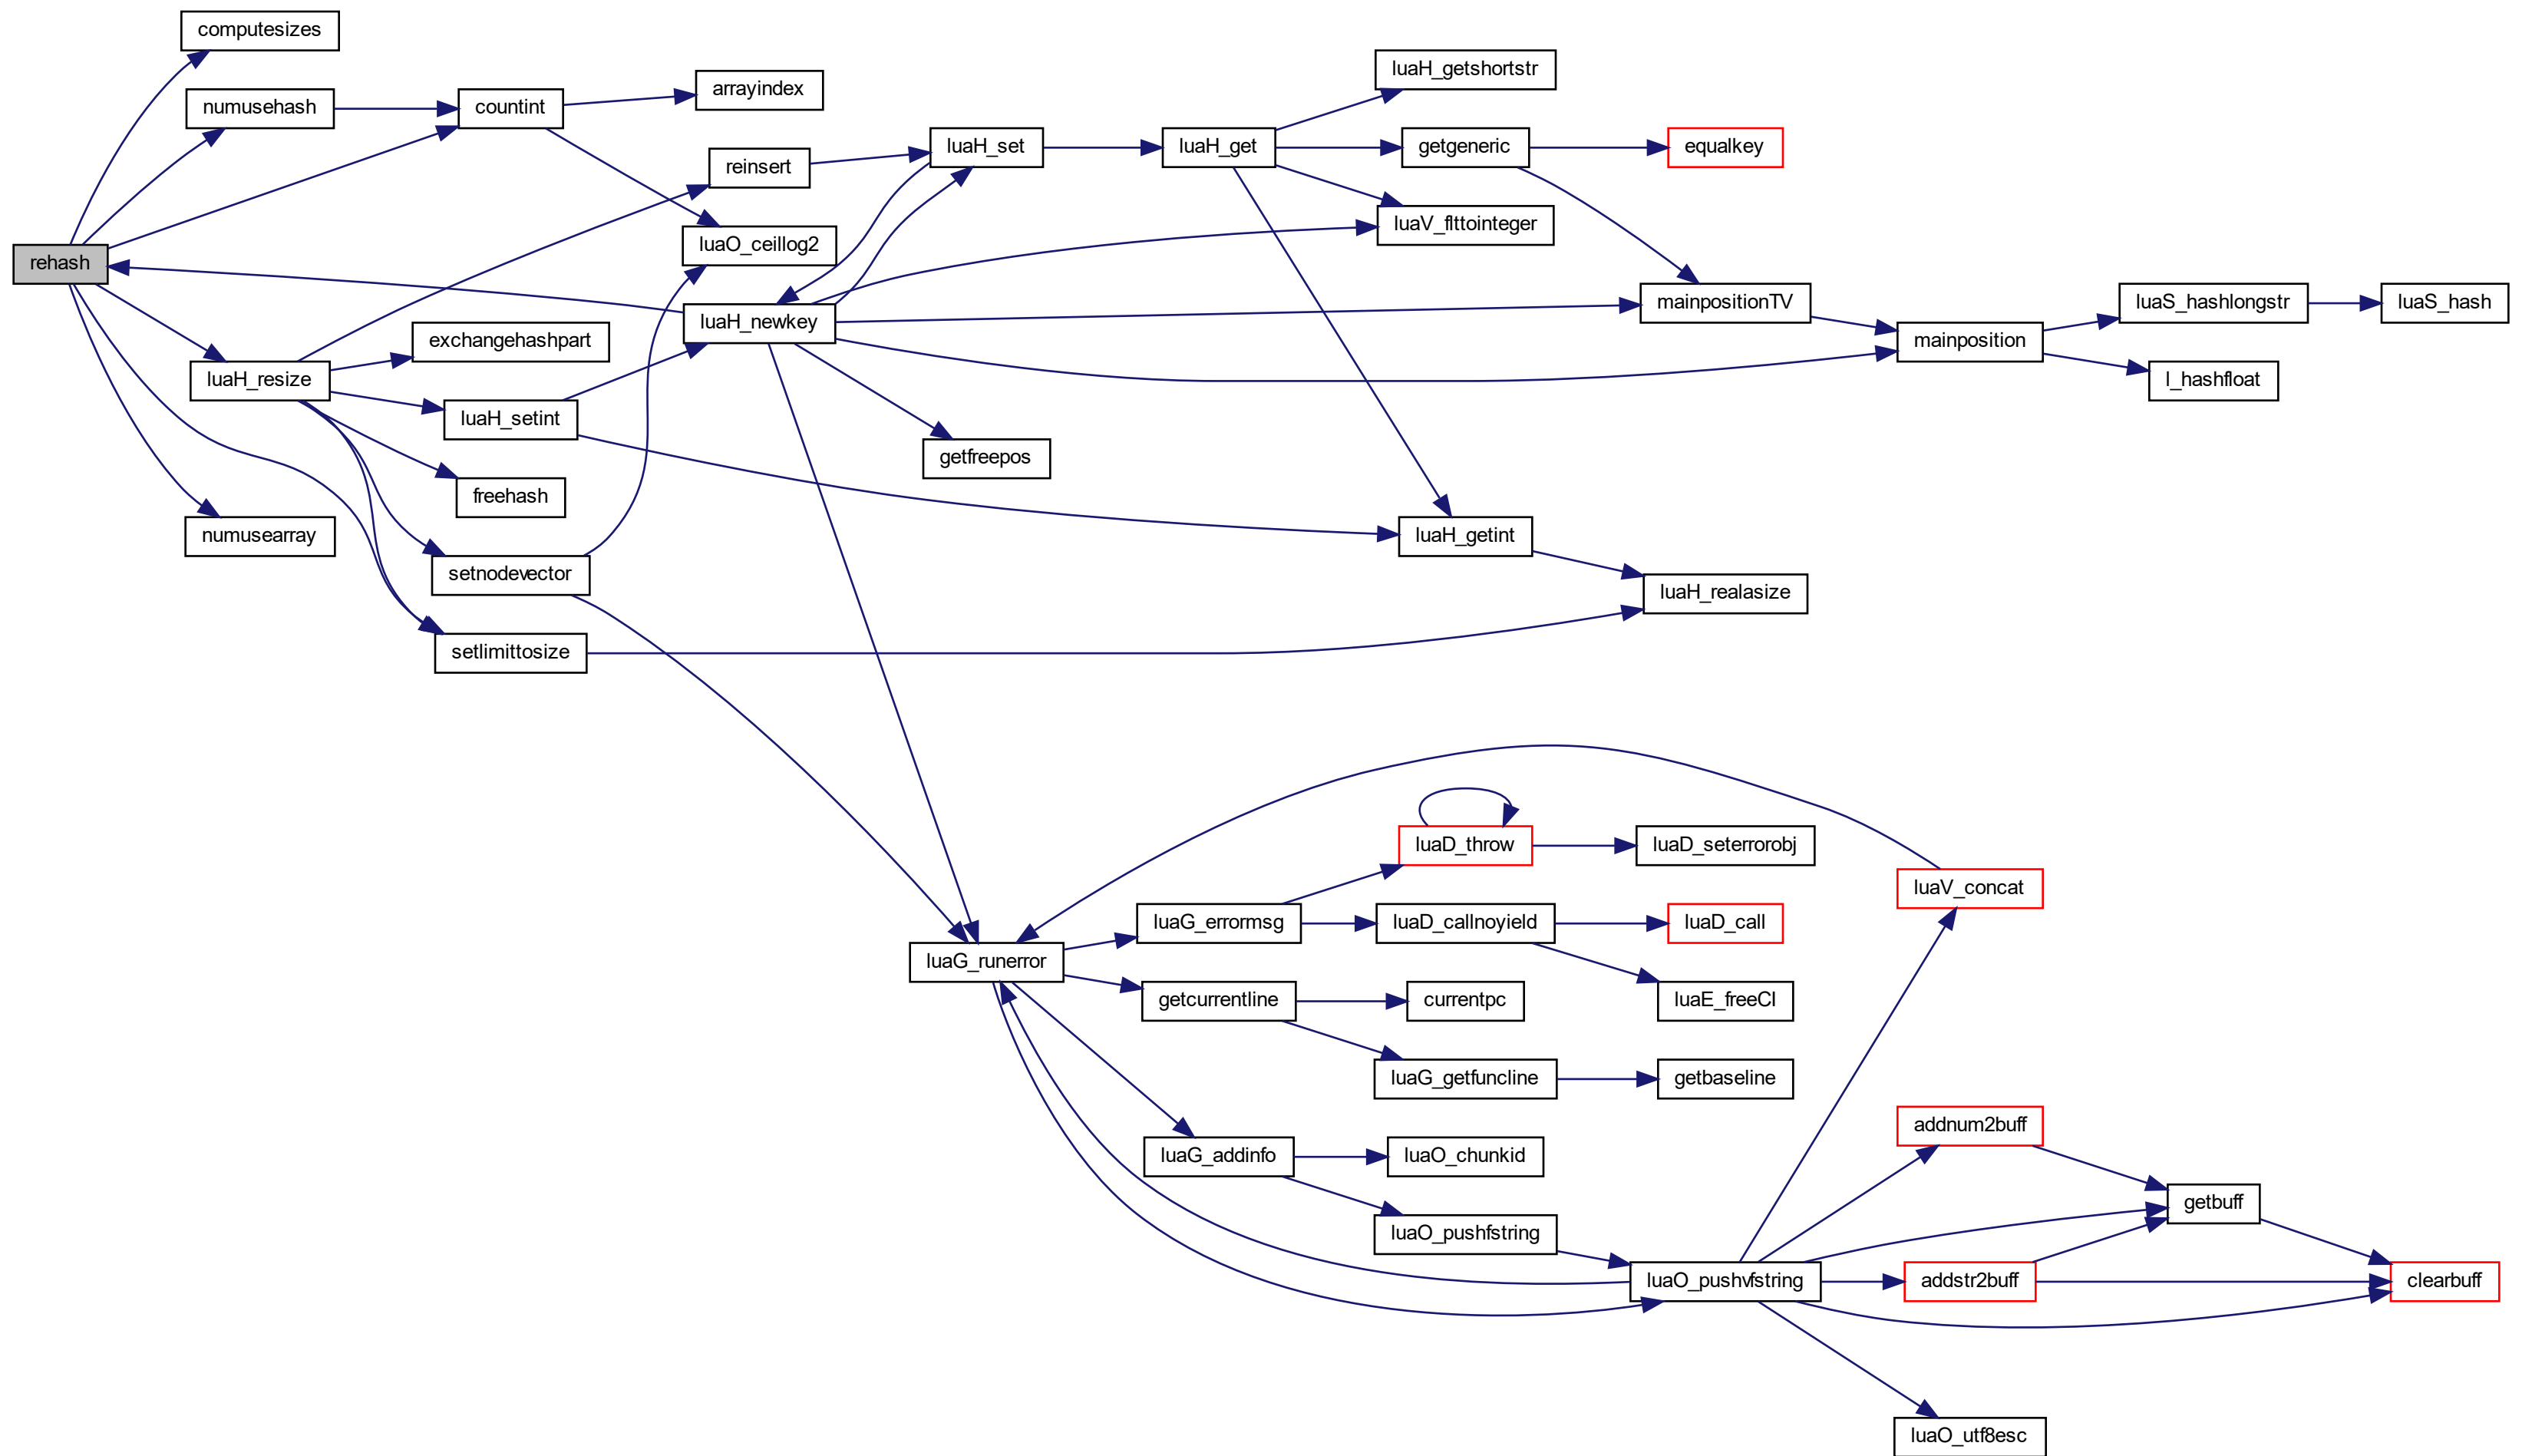 computesizes
numusehash
countint
arrayindex
rehash
luaH_resize
numusearray
exchangehashpart
luaH_setint
freehash
setnodevector
setlimittosize
reinsert
luaO_ceillog2
luaH_newkey
luaH_set
getfreepos
luaH_get
luaH_getshortstr
getgeneric
luaV_flttointeger
equalkey
mainpositionTV
mainposition
luaS_hashlongstr
luaS_hash
l_hashfloat
luaH_getint
luaH_realasize
luaG_runerror
luaG_errormsg
getcurrentline
luaG_addinfo
luaD_throw
luaD_seterrorobj
luaD_callnoyield
luaD_call
luaE_freeCI
currentpc
luaG_getfuncline
getbaseline
luaO_chunkid
luaO_pushfstring
luaO_pushvfstring
luaV_concat
addnum2buff
getbuff
addstr2buff
clearbuff
luaO_utf8esc